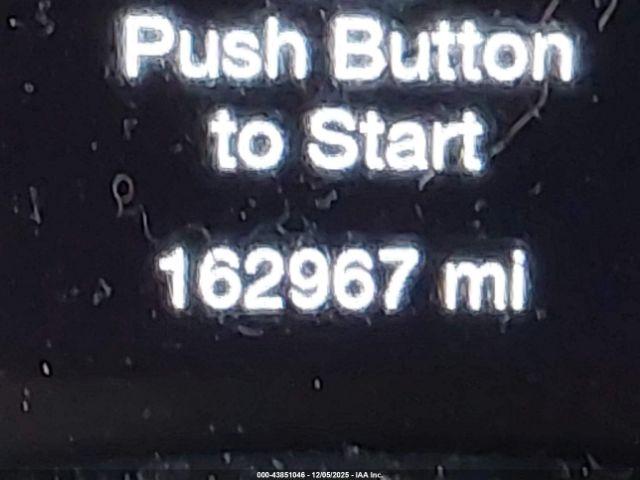 Push Button
to Start
162967 mi
000-43851046 - 12/05/2025 - IAA Inc.